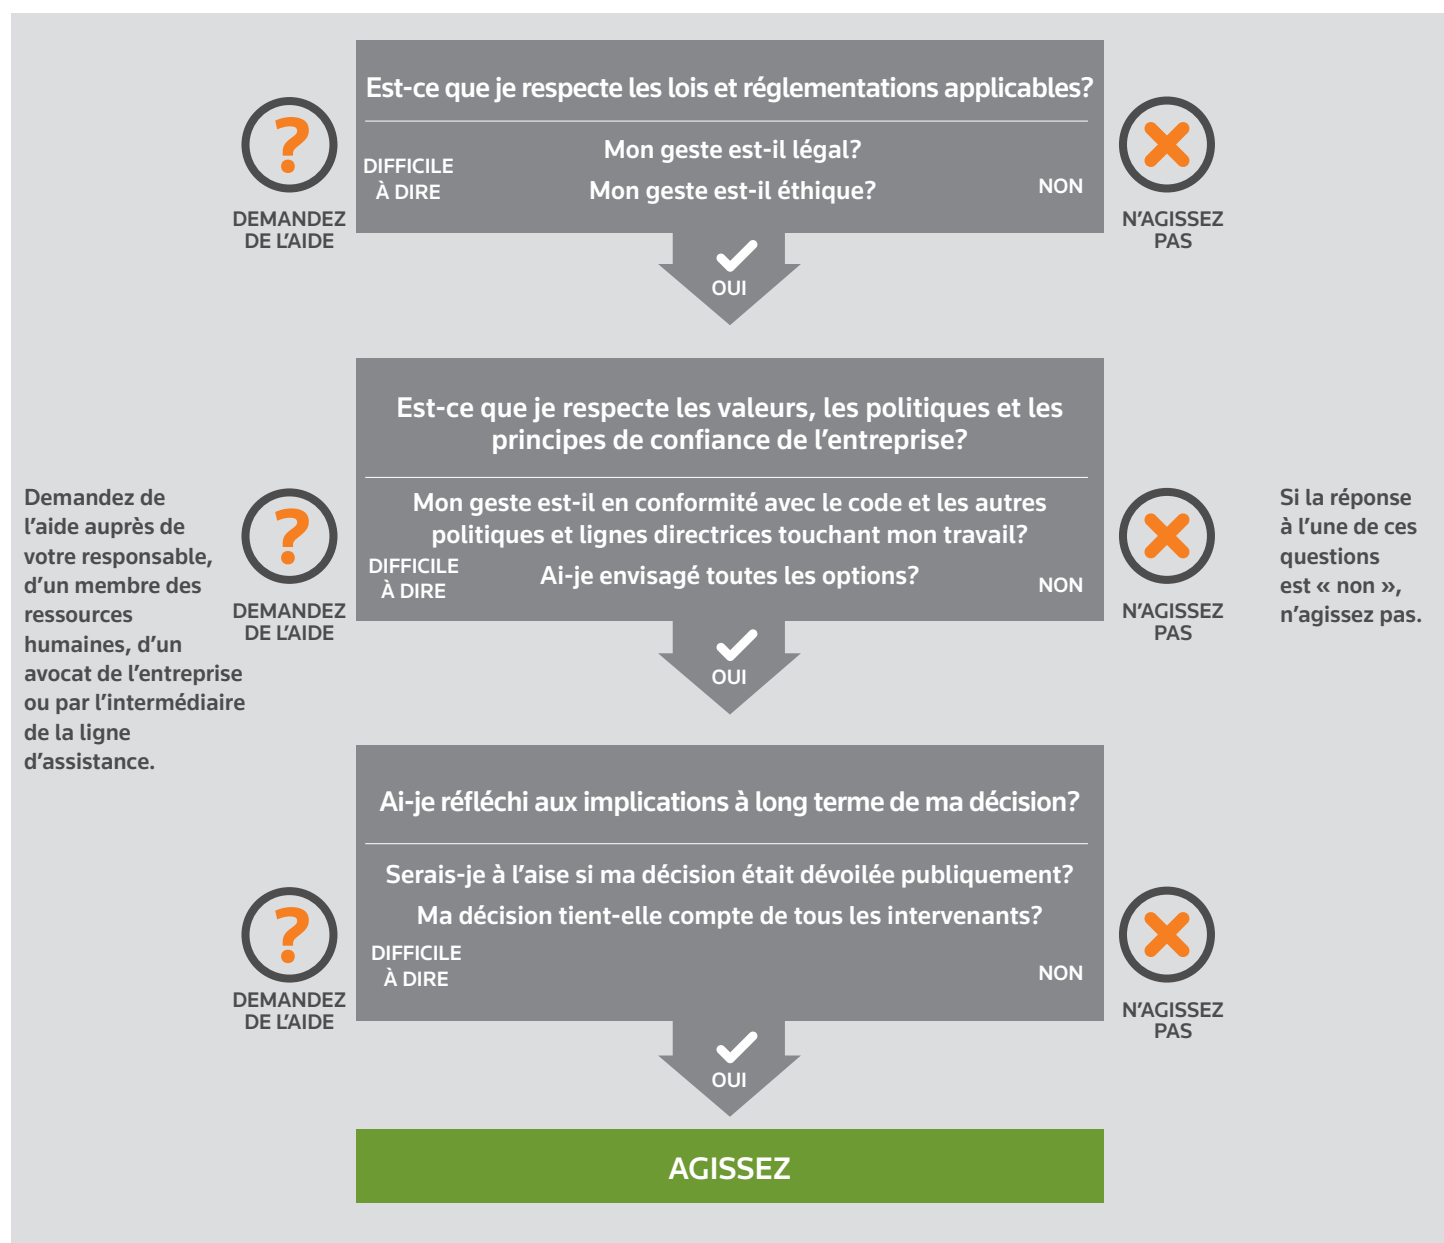 Est-ce que je respecte les lois et réglementations applicables?
Mon geste est-il légal?
Mon geste est-il éthique?
DIFFICILE
À DIRE
NON
?
DEMANDEZ
DE L’AIDE
N’AGISSEZ
PAS
OUI
Est-ce que je respecte les valeurs, les politiques et les
principes de confiance de l’entreprise?
Mon geste est-il en conformité avec le code et les autres
politiques et lignes directrices touchant mon travail?
Ai-je envisagé toutes les options?
DIFFICILE
À DIRE
NON
?
DEMANDEZ
DE L’AIDE
N’AGISSEZ
PAS
Demandez de
l’aide auprès de
votre responsable,
d’un membre des
ressources
humaines, d’un
avocat de l’entreprise
ou par l’intermédiaire
de la ligne
d’assistance.
Si la réponse
à l’une de ces
questions
est « non »,
n’agissez pas.
OUI
Ai-je réfléchi aux implications à long terme de ma décision?
Serais-je à l’aise si ma décision était dévoilée publiquement?
Ma décision tient-elle compte de tous les intervenants?
DIFFICILE
À DIRE
NON
?
DEMANDEZ
DE L’AIDE
N’AGISSEZ
PAS
OUI
AGISSEZ